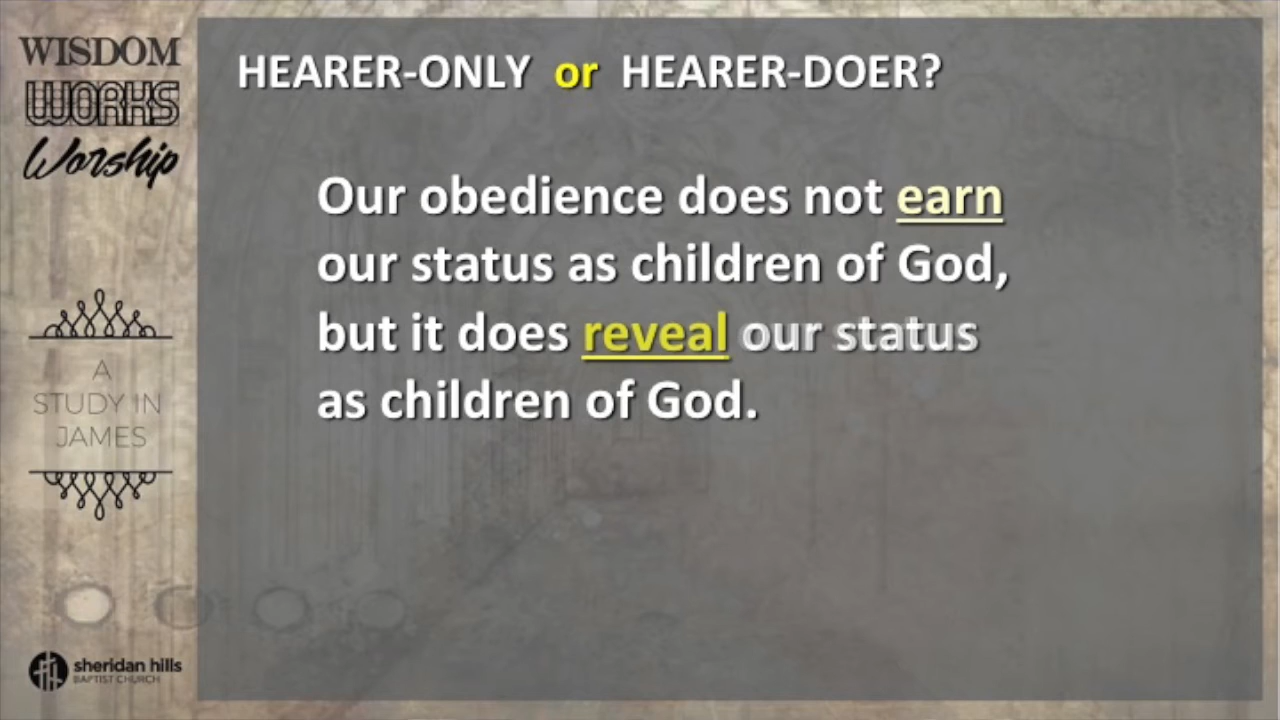 WISDOM
WORKS
Worship
A
STUDY IN
JAMES
sheridan hills
BAPTIST CHURCH
HEARER-ONLY or HEARER-DOER?
Our obedience does not earn
our status as children of God,
but it does reveal our status
as children of God.